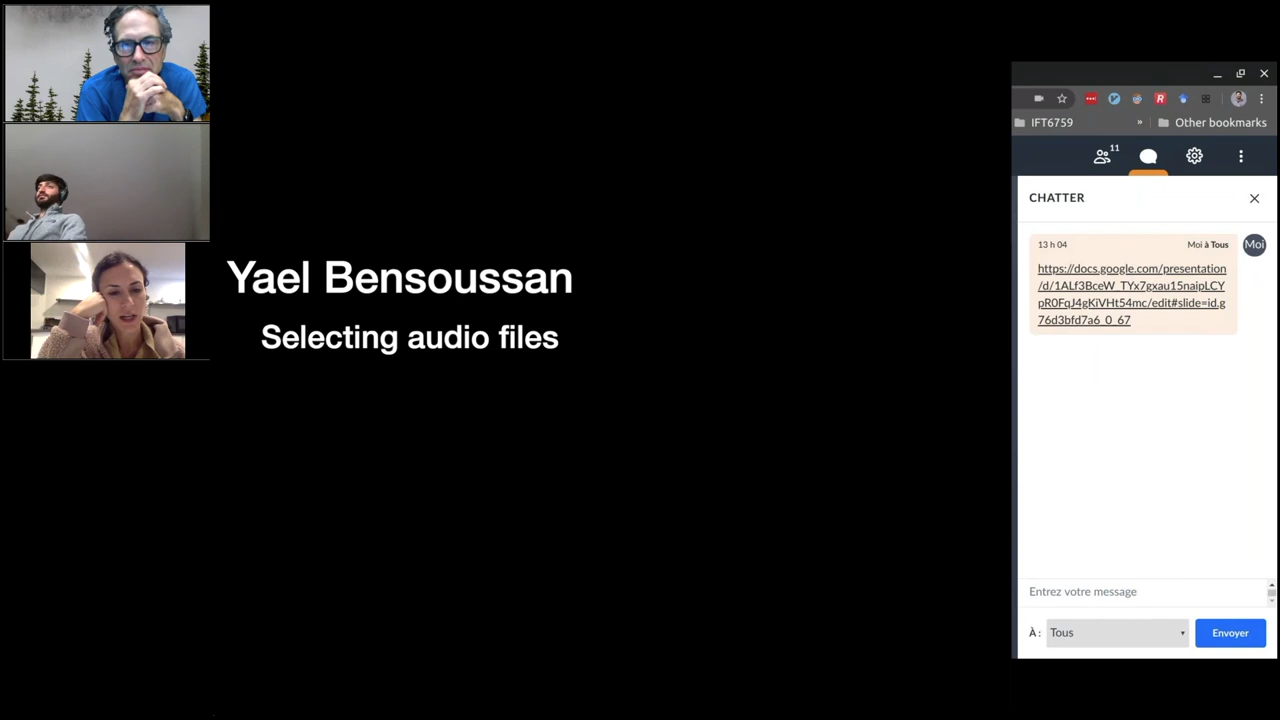 Yael Bensoussan
Selecting audio files
IFT6759
»
Other bookmarks
11
CHATTER
13 h 04
Moi à Tous
Moi
https://docs.google.com/presentation
/d/1ALf3BceW_TYx7gxau15naipLCY
pR0FqJ4gKiVHt54mc/edit#slide=id.g
76d3bfd7a6_0_67
Entrez votre message
À :
Tous
Envoyer